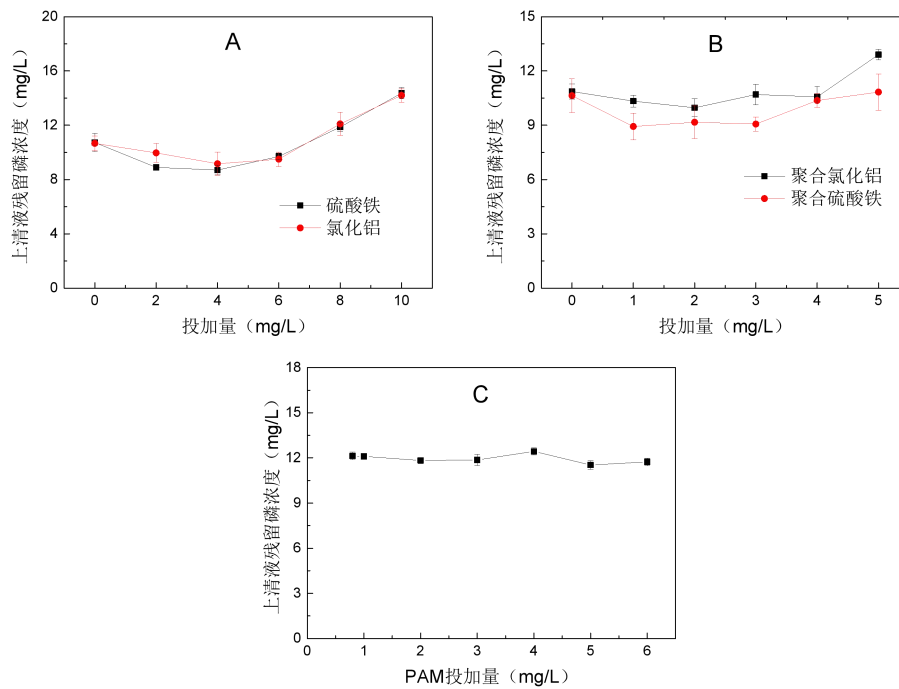 A
20
16
12
8
4
0
上清液残留磷浓度（mg/L）
硫酸铁
氯化铝
0 2 4 6 8 10
投加量（mg/L）
B
15
12
9
6
3
0
上清液残留磷浓度（mg/L）
聚合氯化铝
聚合硫酸铁
0 1 2 3 4 5
投加量（mg/L）
C
18
15
12
9
6
3
0
上清液残留磷浓度（mg/L）
0 1 2 3 4 5 6
PAM投加量（mg/L）